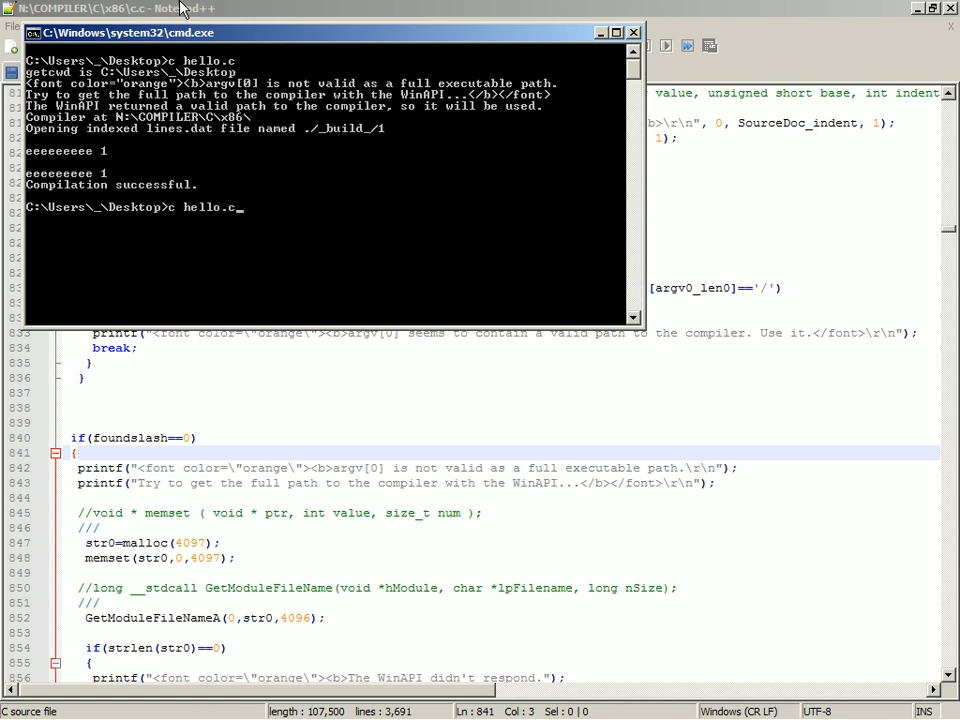 N:\COMPILER\C\x86\c.c - Notepad++
C:\Windows\system32\cmd.exe
C:\Users\_\Desktop>c hello.c
getcwd is C:\Users\_\Desktop
<font color="orange"><b>argv[0] is not valid as a full executable path.
Try to get the full path to the compiler with the WinAPI...</b></font>
The WinAPI returned a valid path to the compiler, so it will be used.
Compiler at N:\COMPILER\C\x86\
Opening indexed lines.dat file named ./_build_/1
eeeeeeeee 1
eeeeeeeee 1
Compilation successful.
C:\Users\_\Desktop>c hello.c_
value, unsigned short base, int indent
b>\r\n", 0, SourceDoc_indent, 1);
1);
[argv0_len0]=='/')
833 printf("<font color=\"orange\"><b>argv[0] seems to contain a valid path to the compiler. Use it.</font>\r\n");
834 break;
835 }
836 }
837
838
839
840 if(foundslash==0)
841 {
842 printf("<font color=\"orange\"><b>argv[0] is not valid as a full executable path.\r\n");
843 printf("Try to get the full path to the compiler with the WinAPI...</b></font>\r\n");
844
845 //void * memset ( void * ptr, int value, size_t num );
846 ///
847 str0=malloc(4097);
848 memset(str0,0,4097);
849
850 //long __stdcall GetModuleFileName(void *hModule, char *lpFilename, long nSize);
851 ///
852 GetModuleFileNameA(0,str0,4096);
853
854 if(strlen(str0)==0)
855 {
856 printf("<font color=\"orange\"><b>The WinAPI didn't respond.");
C source file
length : 107,500 lines : 3,691
Ln : 841 Col : 3 Sel : 0 | 0
Windows (CR LF)
UTF-8
INS